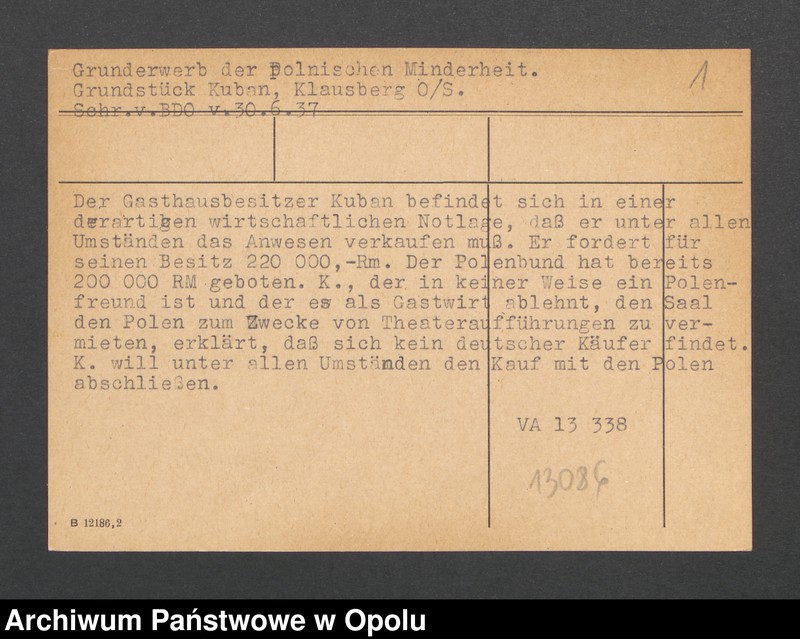 Grunderwerb der polnischen Minderheit.
Grundstück Kuban, Klausberg O/S.
Schr.v.BDO v.30.6.37
1
Der Gasthausbesitzer Kuban befindet sich in einer
derartigen wirtschaftlichen Notlage, daß er unter allen
Umständen das Anwesen verkaufen muß. Er fordert für
seinen Besitz 220 000,-Rm. Der Polenbund hat bereits
200 000 RM geboten. K., der in keiner Weise ein Polen-
freund ist und der es als Gastwirt ablehnt, den Saal
den Polen zum Zwecke von Theateraufführungen zu ver-
mieten, erklärt, daß sich kein deutscher Käufer findet.
K. will unter allen Umständen den Kauf mit den Polen
abschließen.
VA 13 338
13086
B 12186,2
Archiwum Państwowe w Opolu